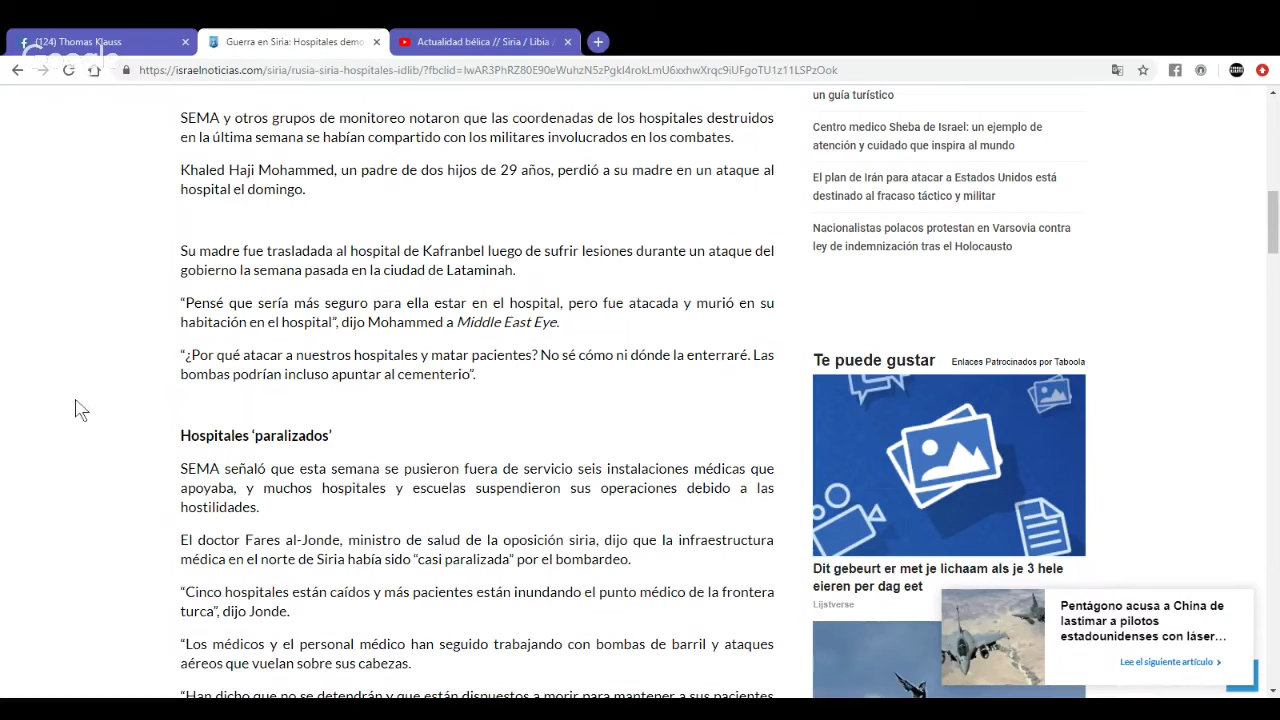 (124) Thomas Klauss
Guerra en Siria: Hospitales demo
Actualidad bélica // Siria / Libia /
Google
https://israelnoticias.com/siria/rusia-siria-hospitales-idlib/?fbclid=IwAR3PhRZ80E90eWuhzN5zPgkI4rokLmU6xxhwXrqc9iUFgoTU1z11LSPzOok
SEMA y otros grupos de monitoreo notaron que las coordenadas de los hospitales destruidos
en la última semana se habían compartido con los militares involucrados en los combates.
Khaled Haji Mohammed, un padre de dos hijos de 29 años, perdió a su madre en un ataque al
hospital el domingo.
Su madre fue trasladada al hospital de Kafranbel luego de sufrir lesiones durante un ataque del
gobierno la semana pasada en la ciudad de Lataminah.
“Pensé que sería más seguro para ella estar en el hospital, pero fue atacada y murió en su
habitación en el hospital”, dijo Mohammed a Middle East Eye.
“¿Por qué atacar a nuestros hospitales y matar pacientes? No sé cómo ni dónde la enterraré. Las
bombas podrían incluso apuntar al cementerio”.
Hospitales ‘paralizados’
SEMA señaló que esta semana se pusieron fuera de servicio seis instalaciones médicas que
apoyaba, y muchos hospitales y escuelas suspendieron sus operaciones debido a las
hostilidades.
El doctor Fares al-Jonde, ministro de salud de la oposición siria, dijo que la infraestructura
médica en el norte de Siria había sido “casi paralizada” por el bombardeo.
“Cinco hospitales están caídos y más pacientes están inundando el punto médico de la frontera
turca”, dijo Jonde.
“Los médicos y el personal médico han seguido trabajando con bombas de barril y ataques
aéreos que vuelan sobre sus cabezas.
“Han dicho que no se detendrán y que están dispuestos a morir para mantener a sus pacientes
un guía turístico
Centro medico Sheba de Israel: un ejemplo de
atención y cuidado que inspira al mundo
El plan de Irán para atacar a Estados Unidos está
destinado al fracaso táctico y militar
Nacionalistas polacos protestan en Varsovia contra
ley de indemnización tras el Holocausto
Te puede gustar
Enlaces Patrocinados por Taboola
Dit gebeurt er met je lichaam als je 3 hele
eieren per dag eet
Lijstverse
Pentágono acusa a China de
lastimar a pilotos
estadounidenses con láser...
Lee el siguiente artículo